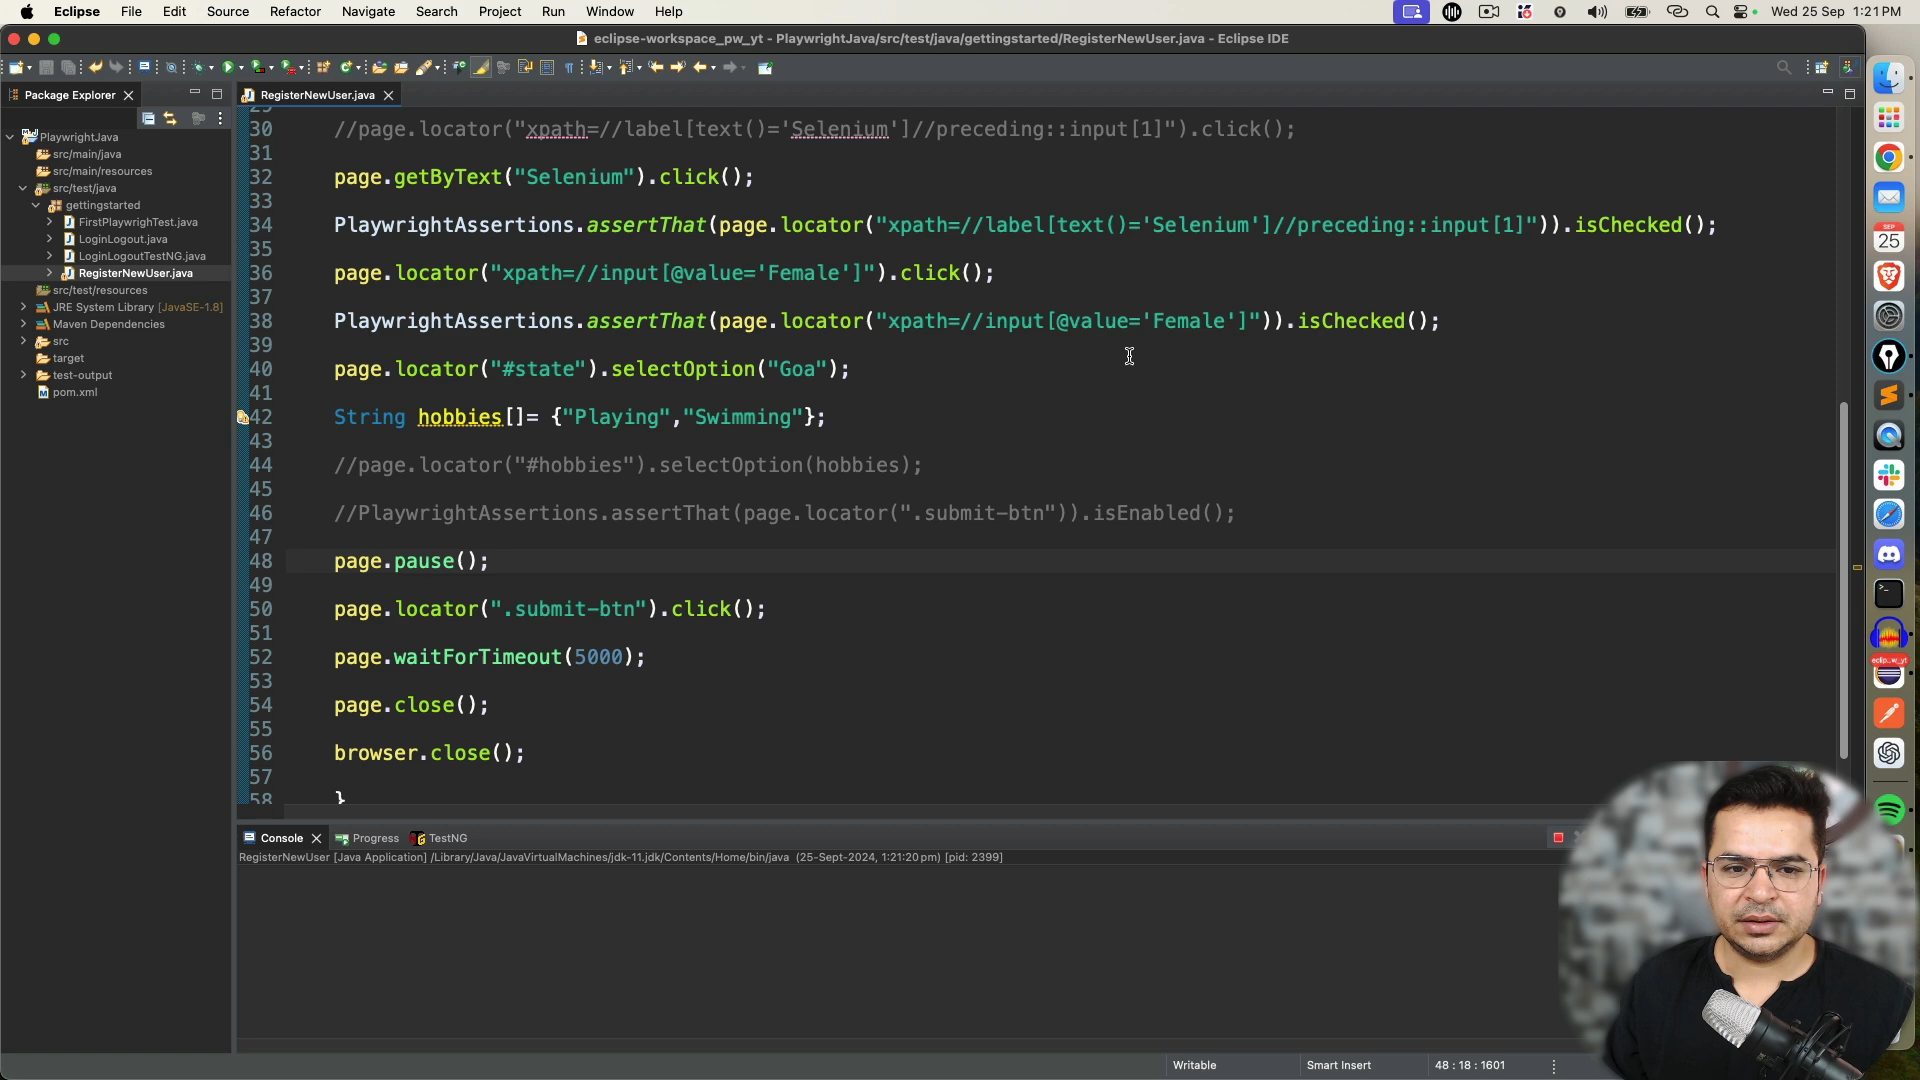 Eclipse File Edit Source Refactor Navigate Search Project Run Window Help Wed 25 Sep 1:21 PM
eclipse-workspace_pw_yt - PlaywrightJava/src/test/java/gettingstarted/RegisterNewUser.java - Eclipse IDE
Package Explorer
RegisterNewUser.java
PlaywrightJava
src/main/java
src/main/resources
src/test/java
gettingstarted
FirstPlaywrighTest.java
LoginLogout.java
LoginLogoutTestNG.java
RegisterNewUser.java
src/test/resources
JRE System Library [JavaSE-1.8]
Maven Dependencies
src
target
test-output
pom.xml
29
30 //page.locator("xpath=//label[text()='Selenium']//preceding::input[1]").click();
31
32 page.getByText("Selenium").click();
33
34 PlaywrightAssertions.assertThat(page.locator("xpath=//label[text()='Selenium']//preceding::input[1]")).isChecked();
35
36 page.locator("xpath=//input[@value='Female']").click();
37
38 PlaywrightAssertions.assertThat(page.locator("xpath=//input[@value='Female']")).isChecked();
39
40 page.locator("#state").selectOption("Goa");
41
42 String hobbies[]= {"Playing","Swimming"};
43
44 //page.locator("#hobbies").selectOption(hobbies);
45
46 //PlaywrightAssertions.assertThat(page.locator(".submit-btn")).isEnabled();
47
48 page.pause();
49
50 page.locator(".submit-btn").click();
51
52 page.waitForTimeout(5000);
53
54 page.close();
55
56 browser.close();
57
58 }
Console Progress TestNG
RegisterNewUser [Java Application] /Library/Java/JavaVirtualMachines/jdk-11.jdk/Contents/Home/bin/java (25-Sept-2024, 1:21:20 pm) [pid: 2399]
Writable Smart Insert 48 : 18 : 1601
SEP
25
eclip..w_yt